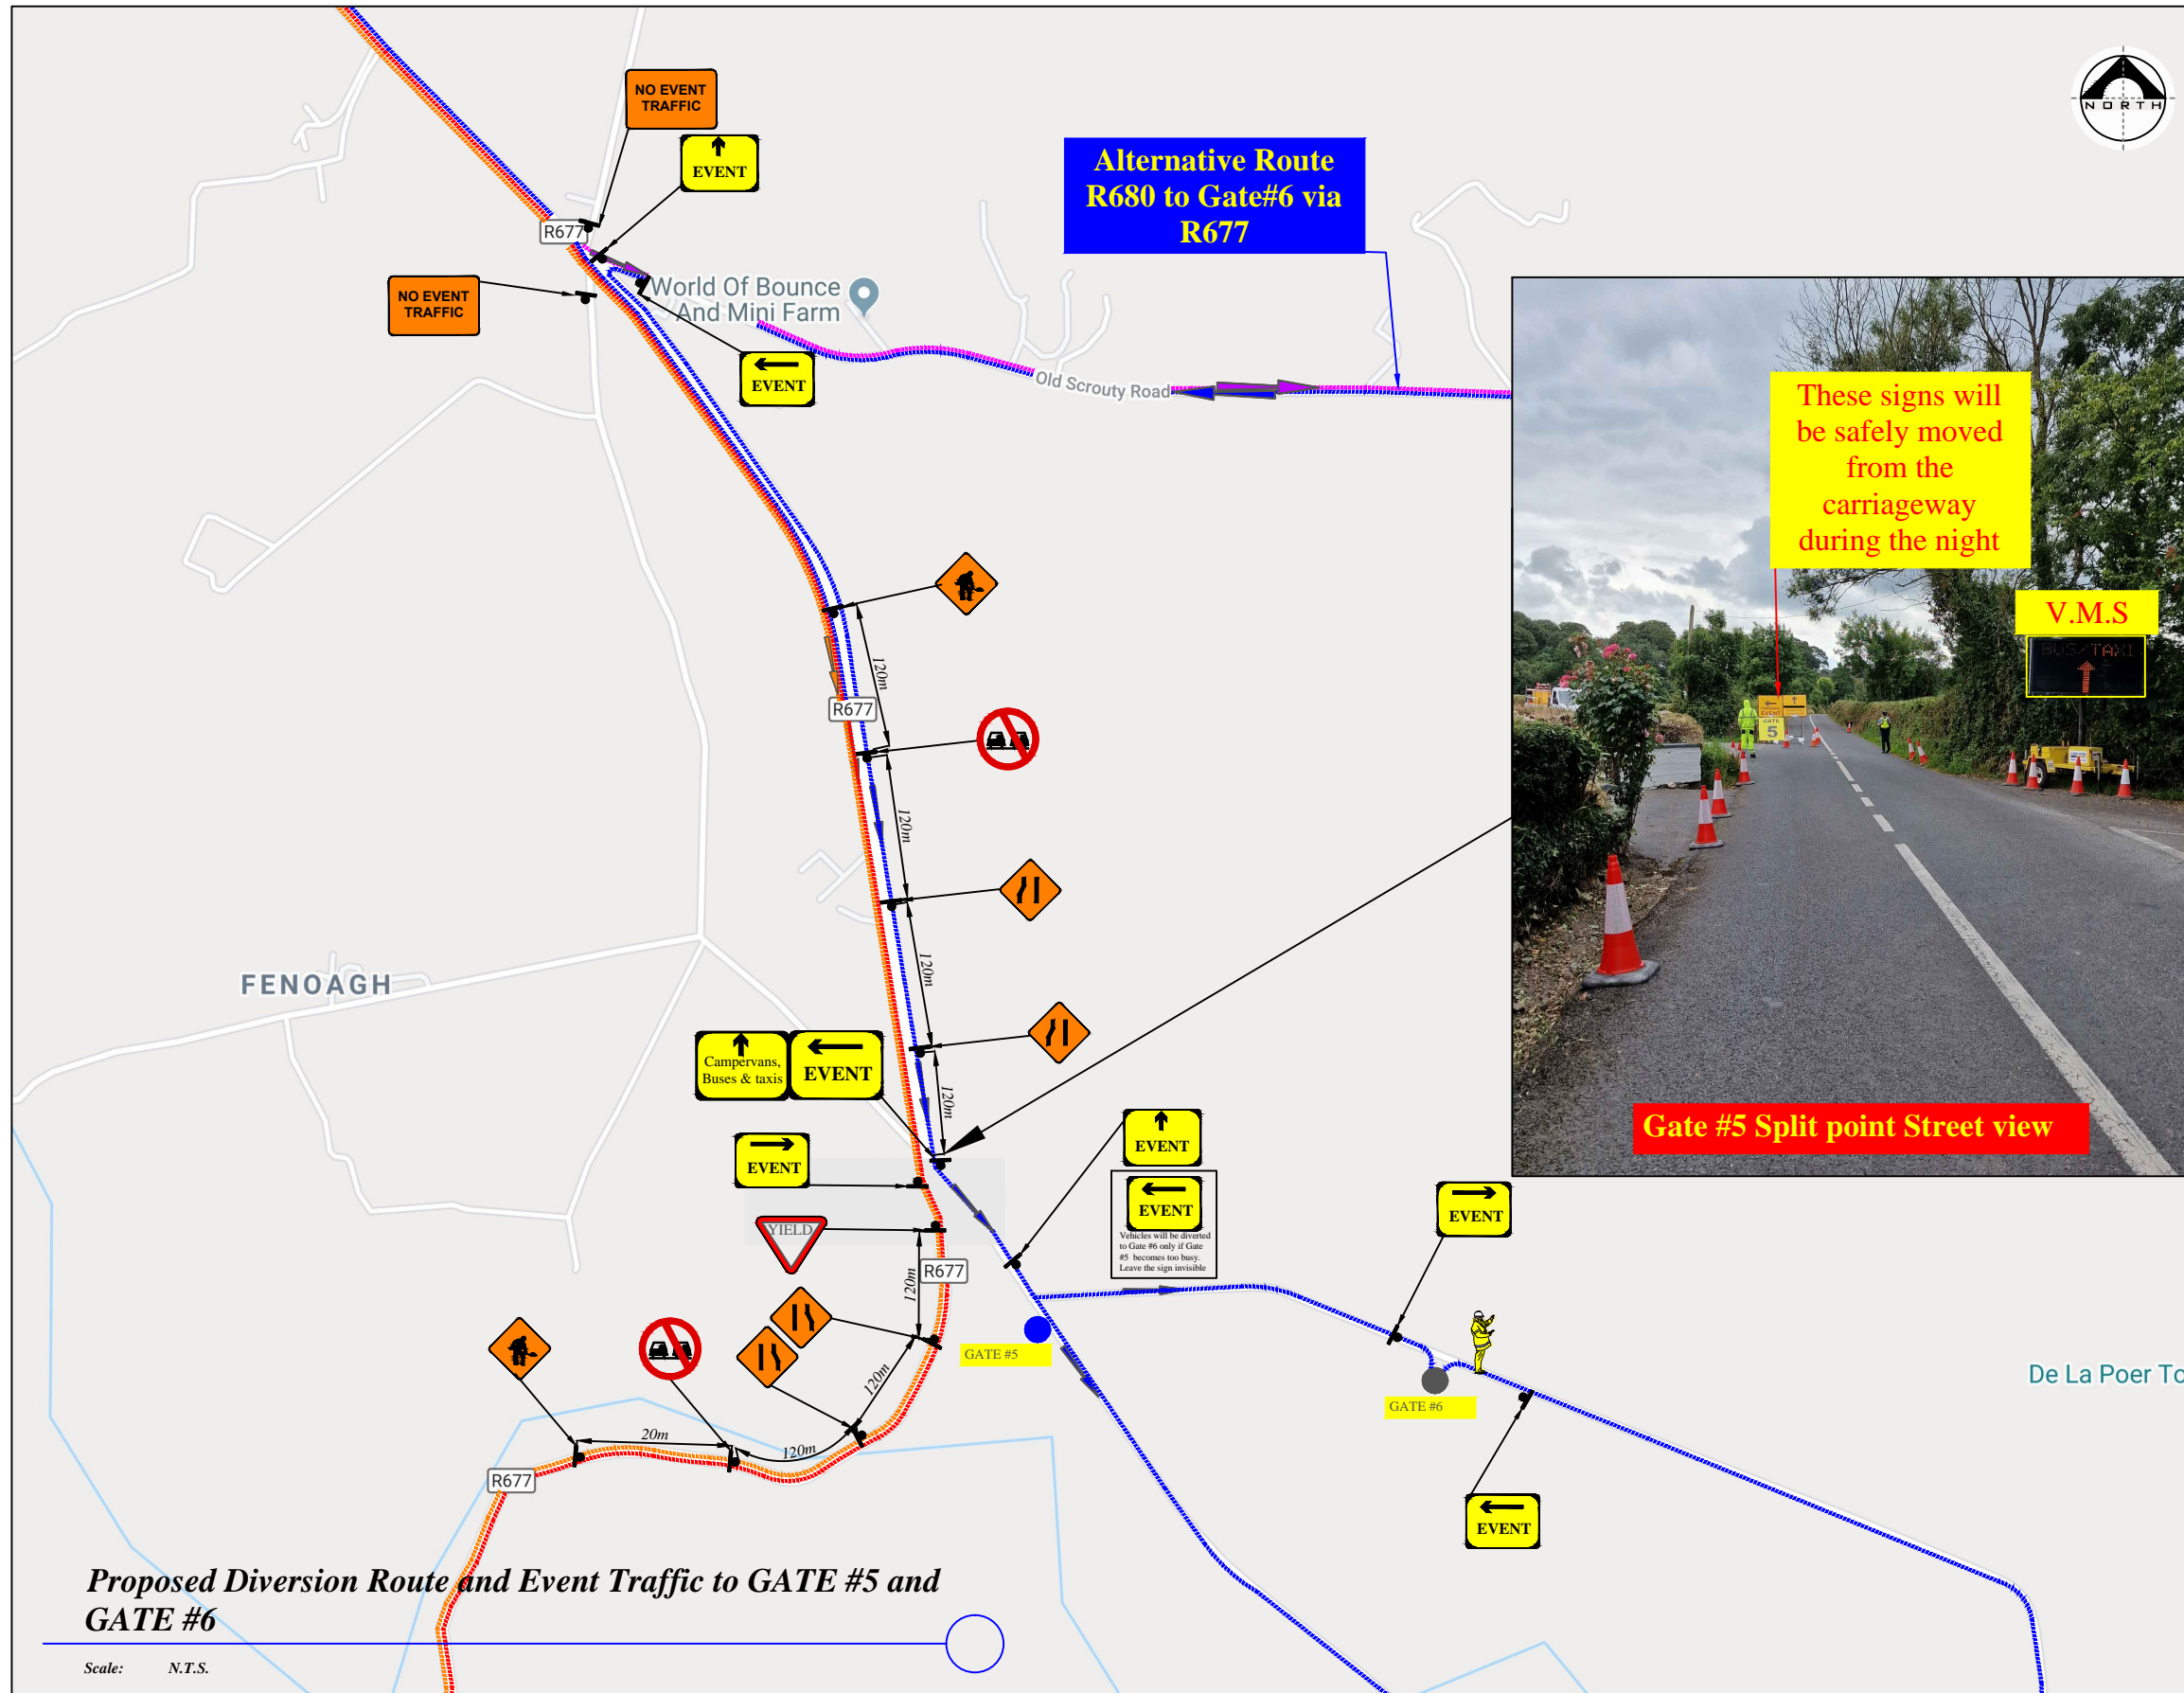 NO EVENT
TRAFFIC
↑
EVENT
NORTH
Alternative Route
R680 to Gate#6 via
R677
R677
NO EVENT
TRAFFIC
World Of Bounce
And Mini Farm
←
EVENT
Old Scrouty Road
These signs will
be safely moved
from the
carriageway
during the night
V.M.S
BUS/TAXI
↑
GATE
5
Gate #5 Split point Street view
120m
R677
120m
120m
120m
FENOAGH
↑
Campervans,
Buses & taxis
←
EVENT
→
EVENT
YIELD
R677
120m
↑
EVENT
←
EVENT
Vehicles will be diverted
to Gate #6 only if Gate
#5 becomes too busy.
Leave the sign invisible
→
EVENT
GATE #5
GATE #6
De La Poer To
120m
20m
120m
R677
←
EVENT
Proposed Diversion Route and Event Traffic to GATE #5 and
GATE #6
Scale: N.T.S.